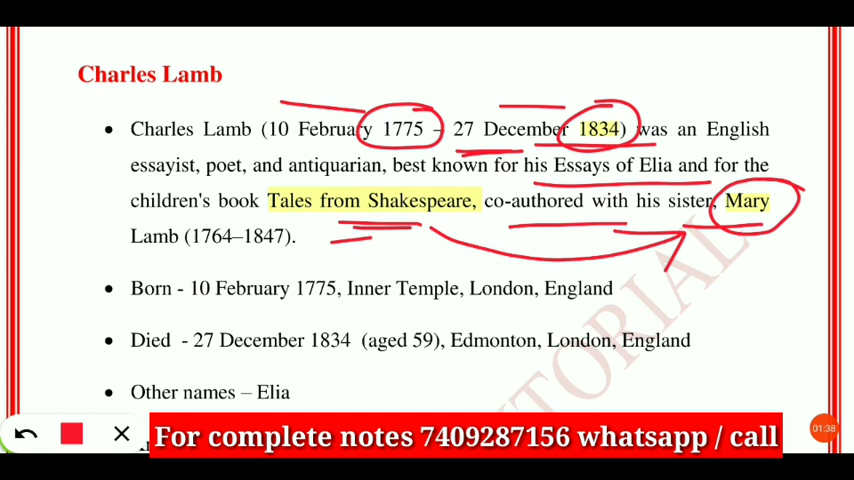 Charles Lamb
• Charles Lamb (10 February 1775 – 27 December 1834) was an English
essayist, poet, and antiquarian, best known for his Essays of Elia and for the
children's book Tales from Shakespeare, co-authored with his sister, Mary
Lamb (1764–1847).
• Born - 10 February 1775, Inner Temple, London, England
• Died - 27 December 1834 (aged 59), Edmonton, London, England
• Other names – Elia
For complete notes 7409287156 whatsapp / call
01:38